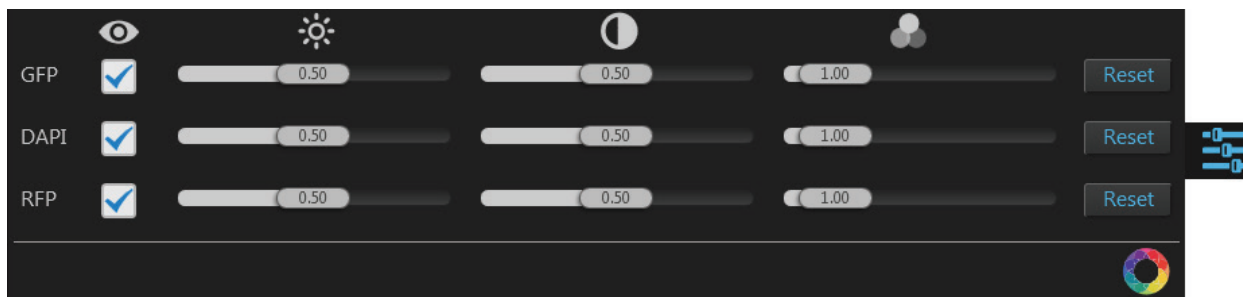 GFP 0.50 0.50 1.00 Reset
DAPI 0.50 0.50 1.00 Reset
RFP 0.50 0.50 1.00 Reset